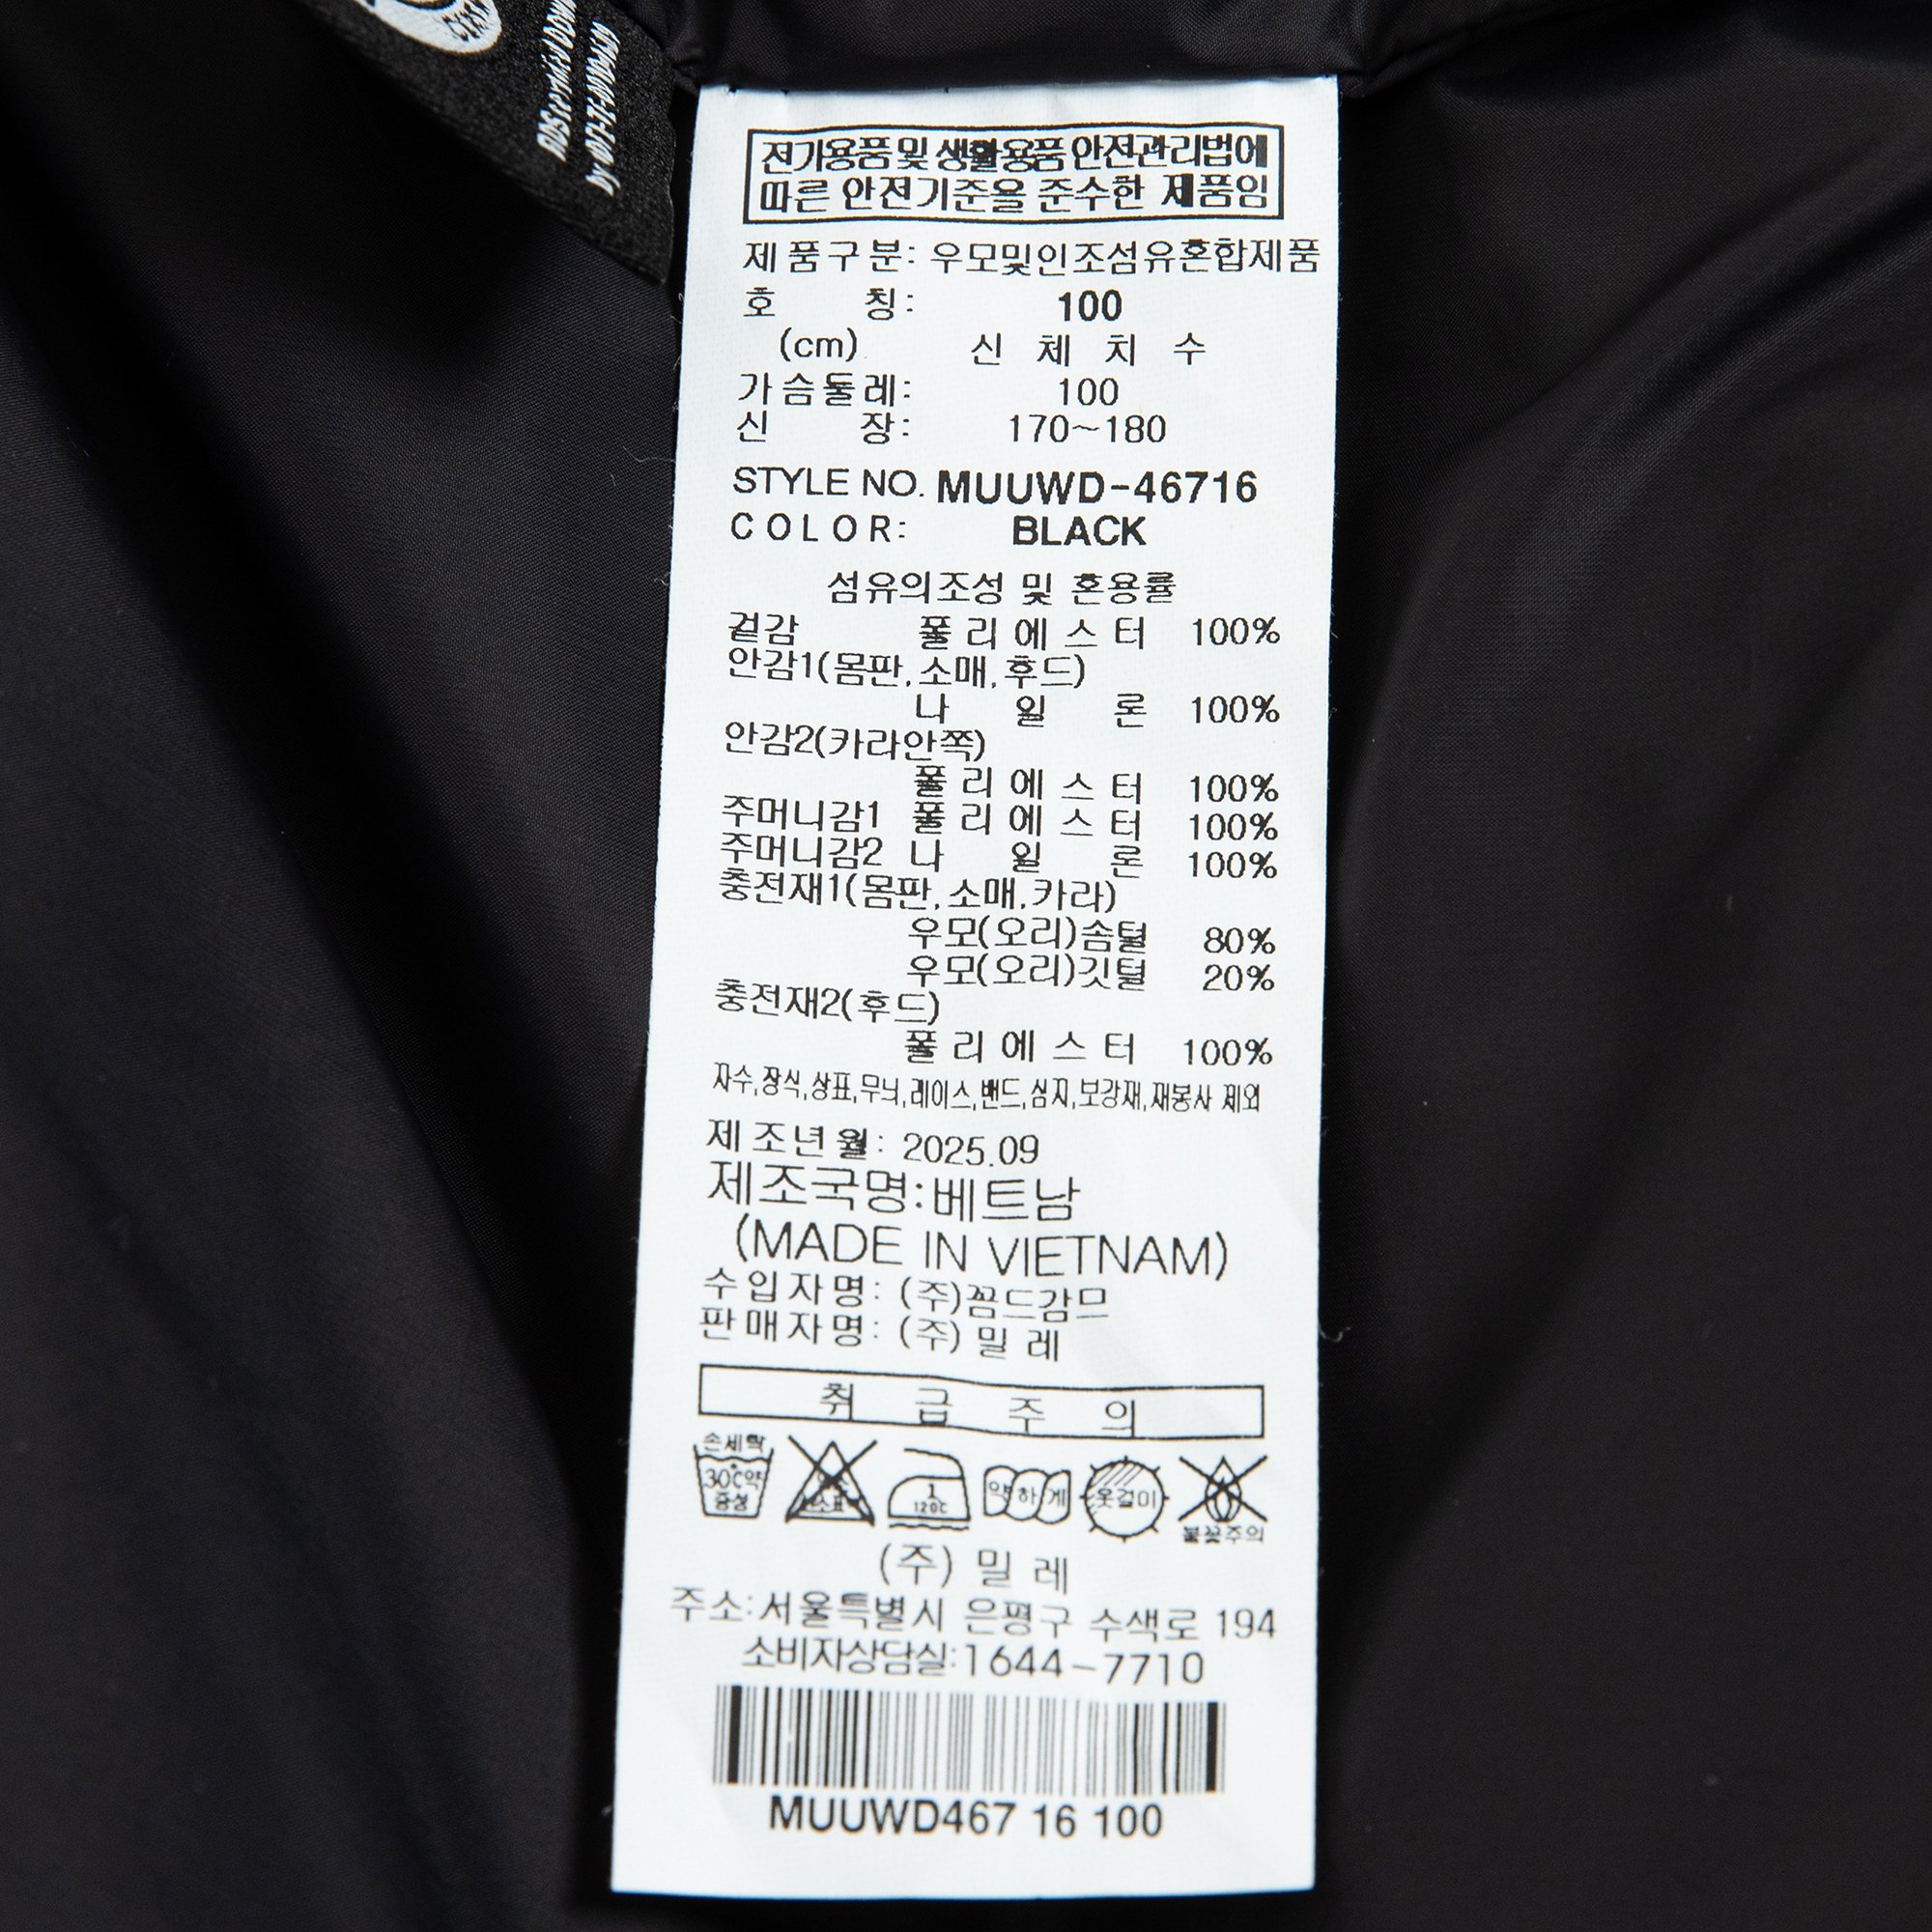 전기용품 및 생활용품 안전관리법에
따른 안전기준을 준수한 제품임
제품구분: 우모및인조섬유혼합제품
호 칭: 100
(cm) 신 체 치 수
가슴둘레: 100
신 장: 170~180
STYLE NO. MUUWD-46716
COLOR: BLACK
섬유의조성 및 혼용률
겉감 폴리에스터 100%
안감1(몸판,소매,후드)
나 일 론 100%
안감2(카라안쪽)
폴리에스터 100%
주머니감1 폴리에스터 100%
주머니감2 나 일 론 100%
충전재1(몸판,소매,카라)
우모(오리)솜털 80%
우모(오리)깃털 20%
충전재2(후드)
폴리에스터 100%
자수,장식,상표,무늬,레이스,밴드,심지,보강재,재봉사 제외
제조년월: 2025.09
제조국명:베트남
(MADE IN VIETNAM)
수입자명: (주)꼼드감므
판매자명: (주) 밀 레
취 급 주 의
손세탁
30℃약
중성
1
120℃
약하게
옷걸이
불꽃주의
(주) 밀 레
주소:서울특별시 은평구 수색로 194
소비자상담실:1644-7710
MUUWD467 16 100